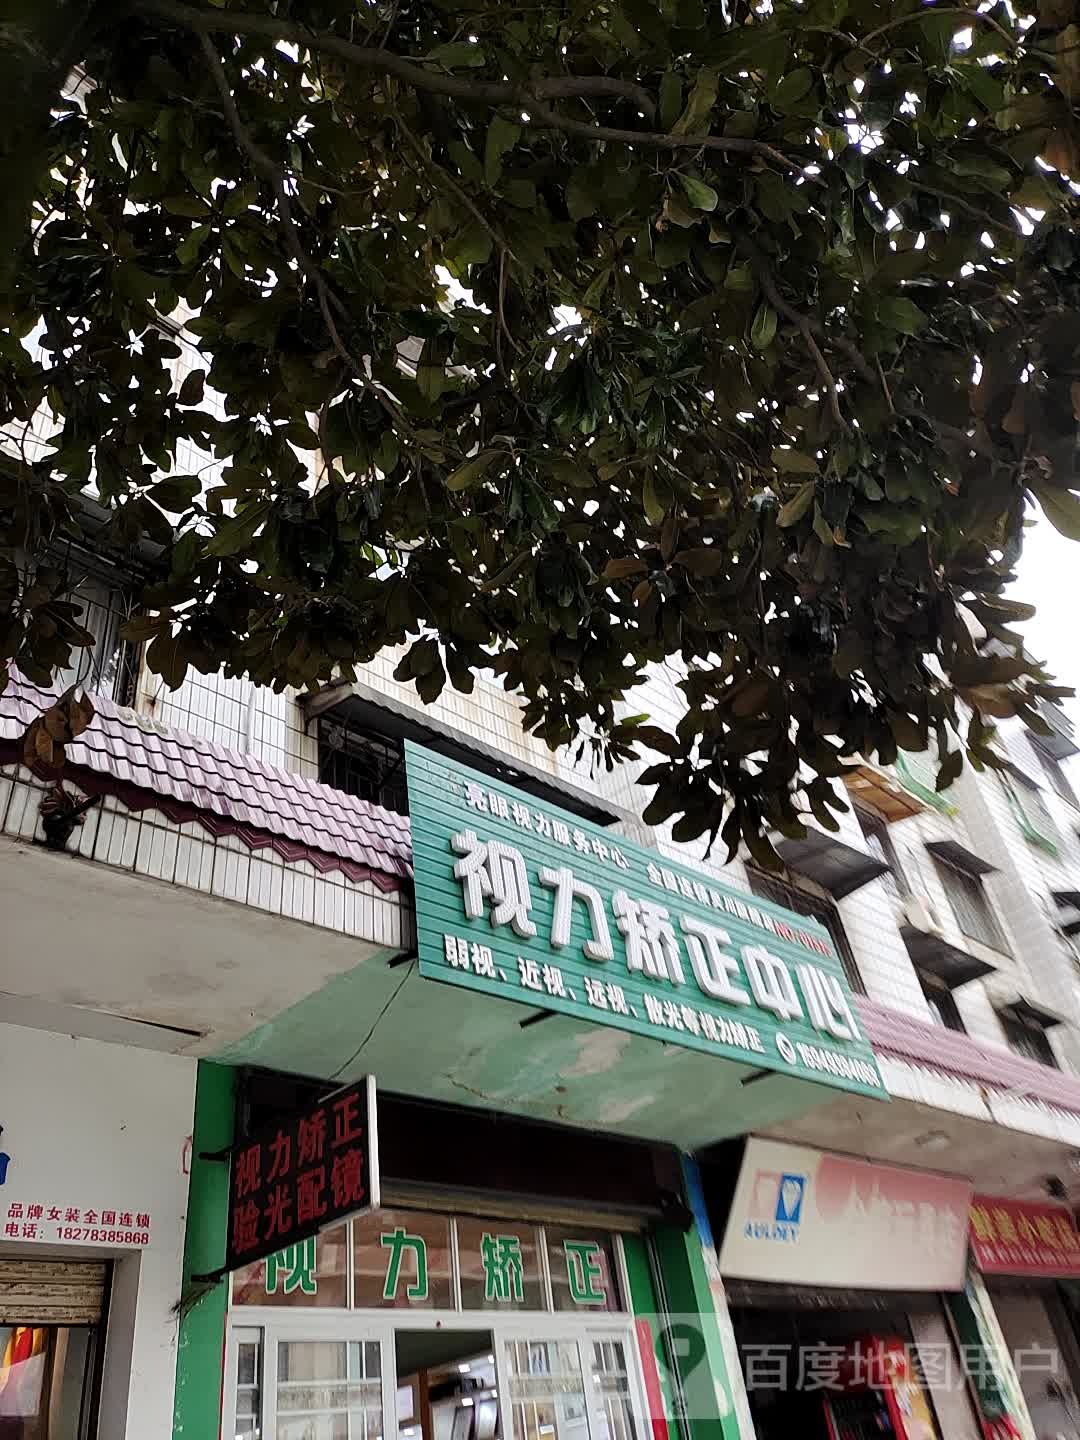 亮眼视力服务中心
视力矫正中心
弱视、近视、远视、散光等视力矫正
视力矫正
验光配镜
视力矫正
品牌女装全国连锁
电话：18278385868
AULDEY
百度地图用户